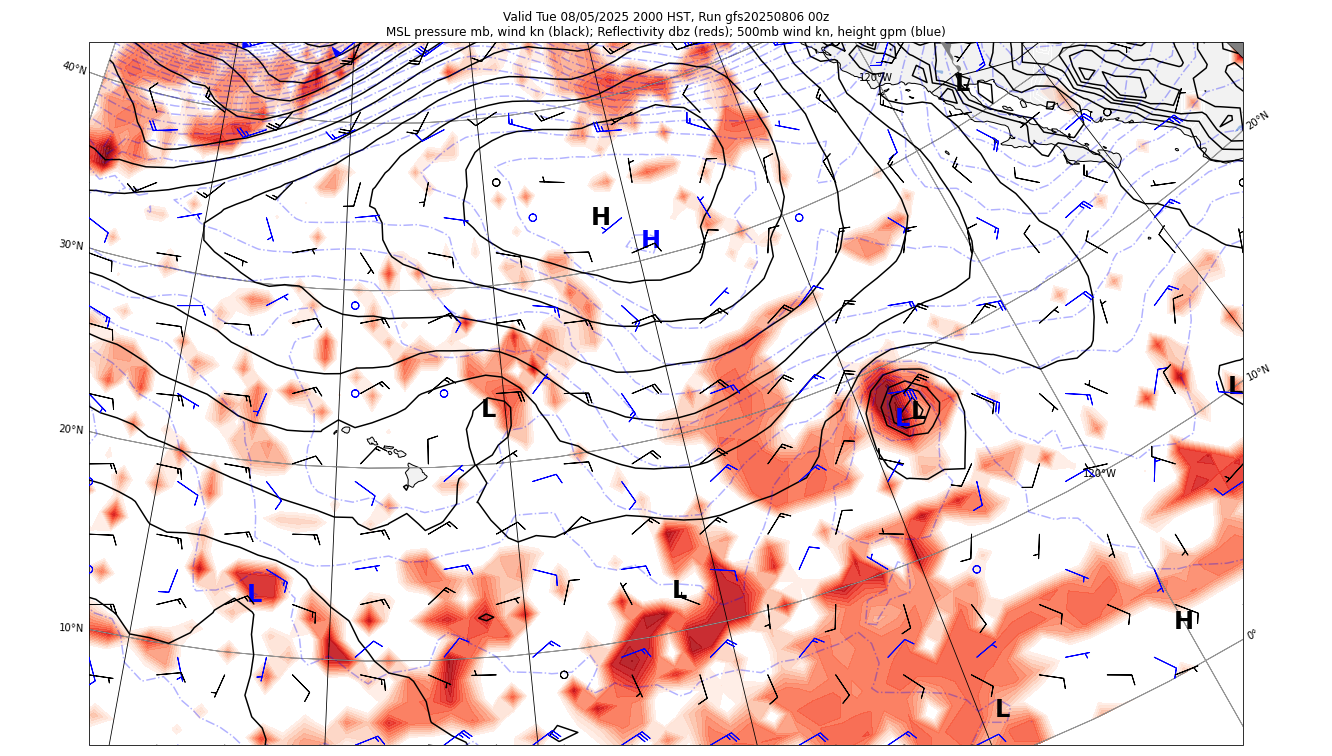 Valid Tue 08/05/2025 2000 HST, Run gfs20250806 00z
MSL pressure mb, wind kn (black); Reflectivity dbz (reds); 500mb wind kn, height gpm (blue)
40°N
120°W
L
20°N
H
H
30°N
10°N
L
L
L
L
20°N
120°W
L
L
H
10°N
0°
L